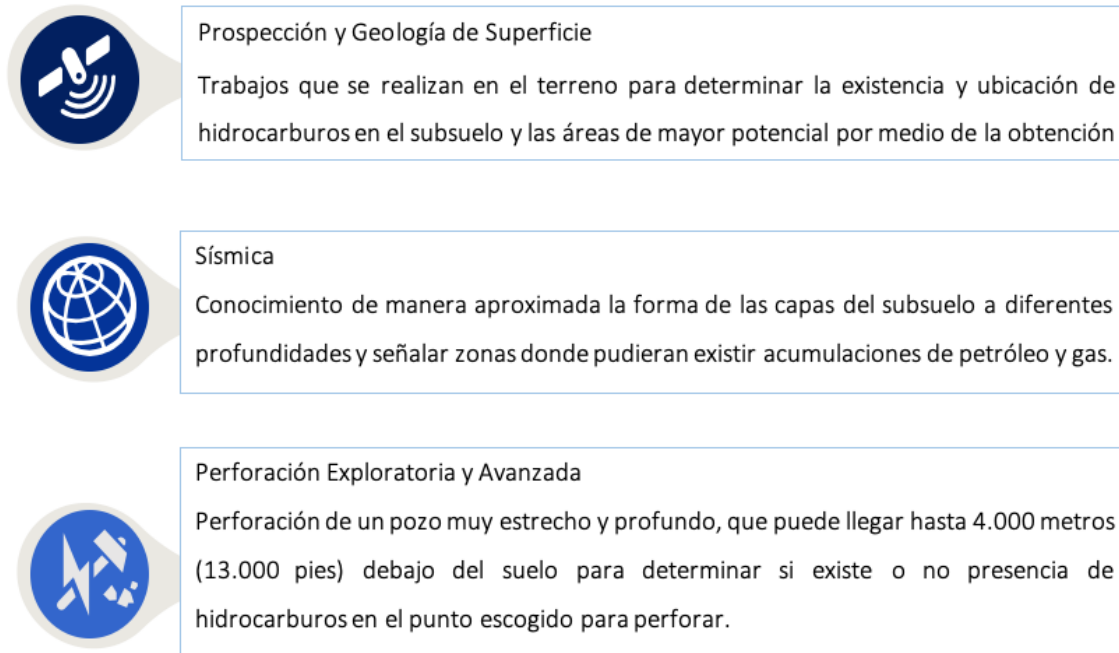 Prospección y Geología de Superficie
Trabajos que se realizan en el terreno para determinar la existencia y ubicación de
hidrocarburos en el subsuelo y las áreas de mayor potencial por medio de la obtención
Sísmica
Conocimiento de manera aproximada la forma de las capas del subsuelo a diferentes
profundidades y señalar zonas donde pudieran existir acumulaciones de petróleo y gas.
Perforación Exploratoria y Avanzada
Perforación de un pozo muy estrecho y profundo, que puede llegar hasta 4.000 metros
(13.000 pies) debajo del suelo para determinar si existe o no presencia de
hidrocarburos en el punto escogido para perforar.